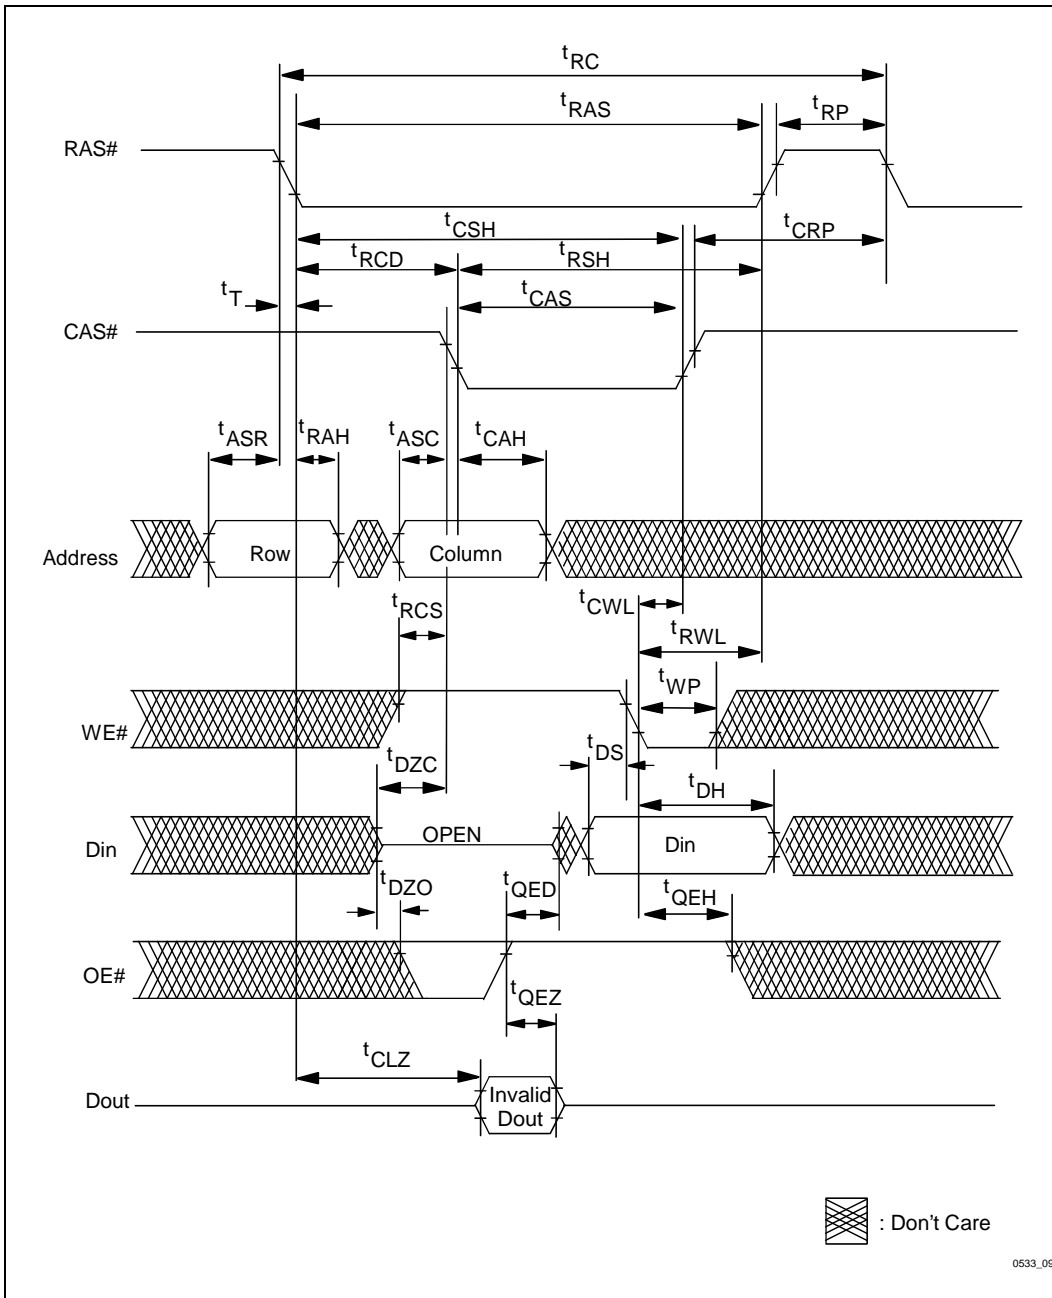 tRC
tRAS
tRP
RAS#
tCSH
tCRP
tRCD
tRSH
tT
tCAS
CAS#
tASR
tRAH
tASC
tCAH
Address
Row
Column
tRCS
tCWL
tRWL
tWP
WE#
tDZC
tDS
tDH
Din
OPEN
Din
tDZO
tQED
tQEH
OE#
tQEZ
tCLZ
Dout
Invalid
Dout
: Don't Care
0533_09